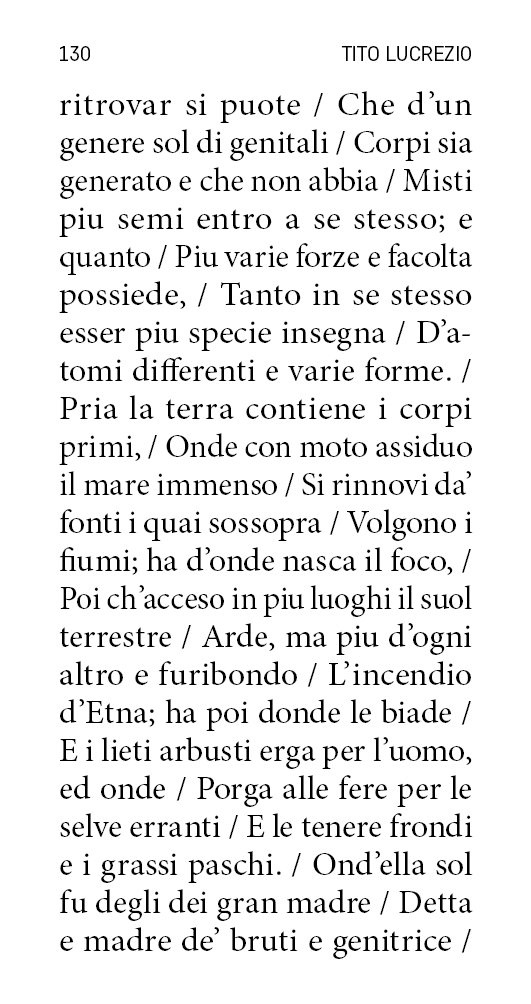 130 TITO LUCREZIO
ritrovar si puote / Che d’un
genere sol di genitali / Corpi sia
generato e che non abbia / Misti
piu semi entro a se stesso; e
quanto / Piu varie forze e facolta
possiede, / Tanto in se stesso
esser piu specie insegna / D’a-
tomi differenti e varie forme. /
Pria la terra contiene i corpi
primi, / Onde con moto assiduo
il mare immenso / Si rinnovi da’
fonti i quai sossopra / Volgono i
fiumi; ha d’onde nasca il foco, /
Poi ch’acceso in piu luoghi il suol
terrestre / Arde, ma piu d’ogni
altro e furibondo / L’incendio
d’Etna; ha poi donde le biade /
E i lieti arbusti erga per l’uomo,
ed onde / Porga alle fere per le
selve erranti / E le tenere frondi
e i grassi paschi. / Ond’ella sol
fu degli dei gran madre / Detta
e madre de’ bruti e genitrice /